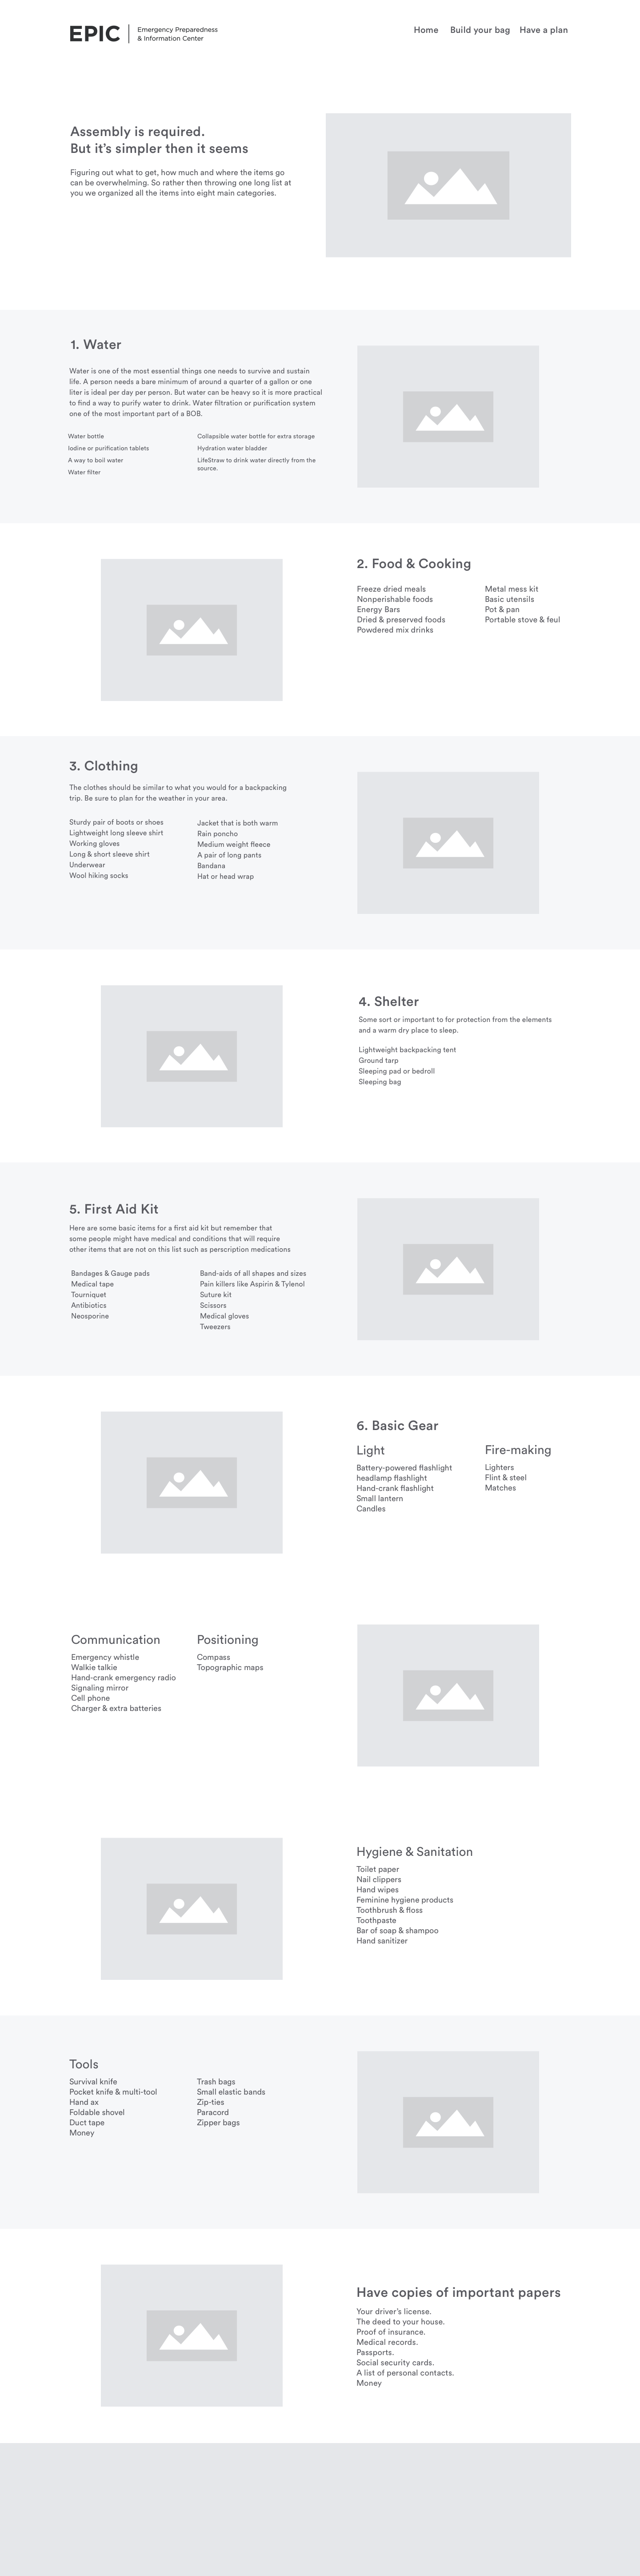 EPIC
Emergency Preparedness
& Information Center
Home Build your bag Have a plan
Assembly is required.
But it's simpler then it seems
Figuring out what to get, how much and where the items go
can be overwhelming. So rather then throwing one long list at
you we organized all the items into eight main categories.
1. Water
Water is one of the most essential things one needs to survive and sustain
life. A person needs a bare minimum of around a quarter of a gallon or one
liter is ideal per day per person. But water can be heavy so it is more practical
to find a way to purify water to drink. Water filtration or purification system
one of the most important part of a BOB.
Water bottle
Iodine or purification tablets
A way to boil water
Water filter
Collapsible water bottle for extra storage
Hydration water bladder
LifeStraw to drink water directly from the
source.
2. Food & Cooking
Freeze dried meals
Nonperishable foods
Energy Bars
Dried & preserved foods
Powdered mix drinks
Metal mess kit
Basic utensils
Pot & pan
Portable stove & feul
3. Clothing
The clothes should be similar to what you would for a backpacking
trip. Be sure to plan for the weather in your area.
Sturdy pair of boots or shoes
Lightweight long sleeve shirt
Working gloves
Long & short sleeve shirt
Underwear
Wool hiking socks
Jacket that is both warm
Rain poncho
Medium weight fleece
A pair of long pants
Bandana
Hat or head wrap
4. Shelter
Some sort or important to for protection from the elements
and a warm dry place to sleep.
Lightweight backpacking tent
Ground tarp
Sleeping pad or bedroll
Sleeping bag
5. First Aid Kit
Here are some basic items for a first aid kit but remember that
some people might have medical and conditions that will require
other items that are not on this list such as perscription medications
Bandages & Gauge pads
Medical tape
Tourniquet
Antibiotics
Neosporine
Band-aids of all shapes and sizes
Pain killers like Aspirin & Tylenol
Suture kit
Scissors
Medical gloves
Tweezers
6. Basic Gear
Light
Battery-powered flashlight
headlamp flashlight
Hand-crank flashlight
Small lantern
Candles
Fire-making
Lighters
Flint & steel
Matches
Communication
Emergency whistle
Walkie talkie
Hand-crank emergency radio
Signaling mirror
Cell phone
Charger & extra batteries
Positioning
Compass
Topographic maps
Hygiene & Sanitation
Toilet paper
Nail clippers
Hand wipes
Feminine hygiene products
Toothbrush & floss
Toothpaste
Bar of soap & shampoo
Hand sanitizer
Tools
Survival knife
Pocket knife & multi-tool
Hand ax
Foldable shovel
Duct tape
Money
Trash bags
Small elastic bands
Zip-ties
Paracord
Zipper bags
Have copies of important papers
Your driver's license.
The deed to your house.
Proof of insurance.
Medical records.
Passports.
Social security cards.
A list of personal contacts.
Money